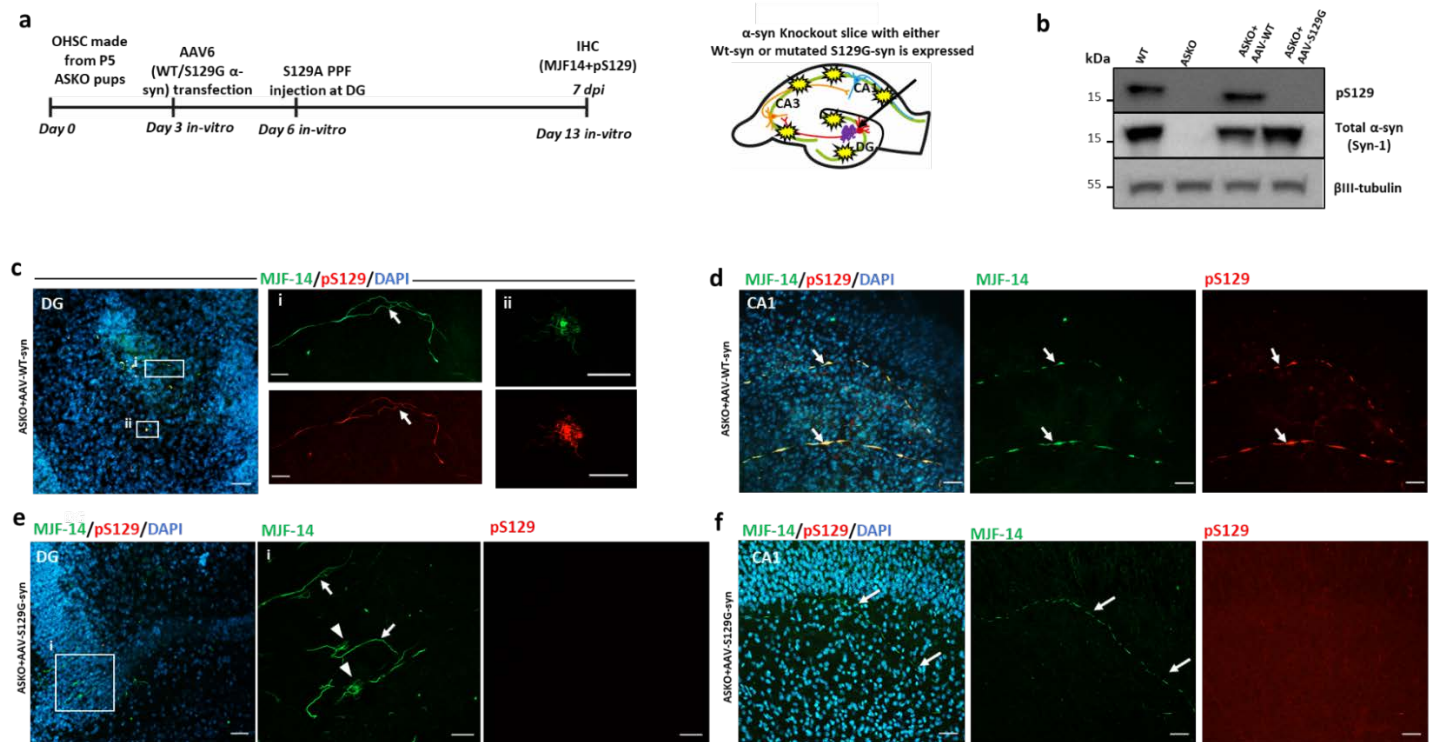 a
OHSC made
from P5
ASKO pups
AAV6
(WT/S129G α-
syn) transfection
S129A PPF
injection at DG
IHC
(MJF14+pS129)
7 dpi
Day 0
Day 3 in-vitro
Day 6 in-vitro
Day 13 in-vitro
α-syn Knockout slice with either
Wt-syn or mutated S129G-syn is expressed
CA1
CA3
DG
b
kDa
WT
ASKO
ASKO+
AAV-WT
ASKO+
AAV-S129G
15
pS129
15
Total α-syn
(Syn-1)
55
βIII-tubulin
c
MJF-14/pS129/DAPI
ASKO+AAV-WT-syn
DG
i
ii
i
ii
d
MJF-14/pS129/DAPI
MJF-14
pS129
ASKO+AAV-WT-syn
CA1
e
MJF-14/pS129/DAPI
MJF-14
pS129
ASKO+AAV-S129G-syn
DG
i
i
f
MJF-14/pS129/DAPI
MJF-14
pS129
ASKO+AAV-S129G-syn
CA1